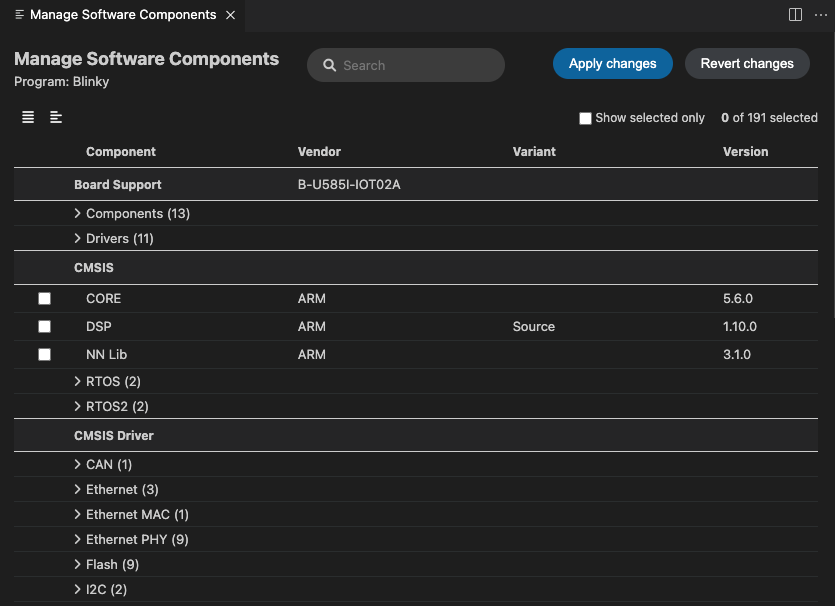 Manage Software Components
Manage Software Components
Program: Blinky
Search
Apply changes
Revert changes
Show selected only
0 of 191 selected
Component Vendor Variant Version
Board Support B-U585I-IOT02A
Components (13)
Drivers (11)
CMSIS
CORE ARM 5.6.0
DSP ARM Source 1.10.0
NN Lib ARM 3.1.0
RTOS (2)
RTOS2 (2)
CMSIS Driver
CAN (1)
Ethernet (3)
Ethernet MAC (1)
Ethernet PHY (9)
Flash (9)
I2C (2)